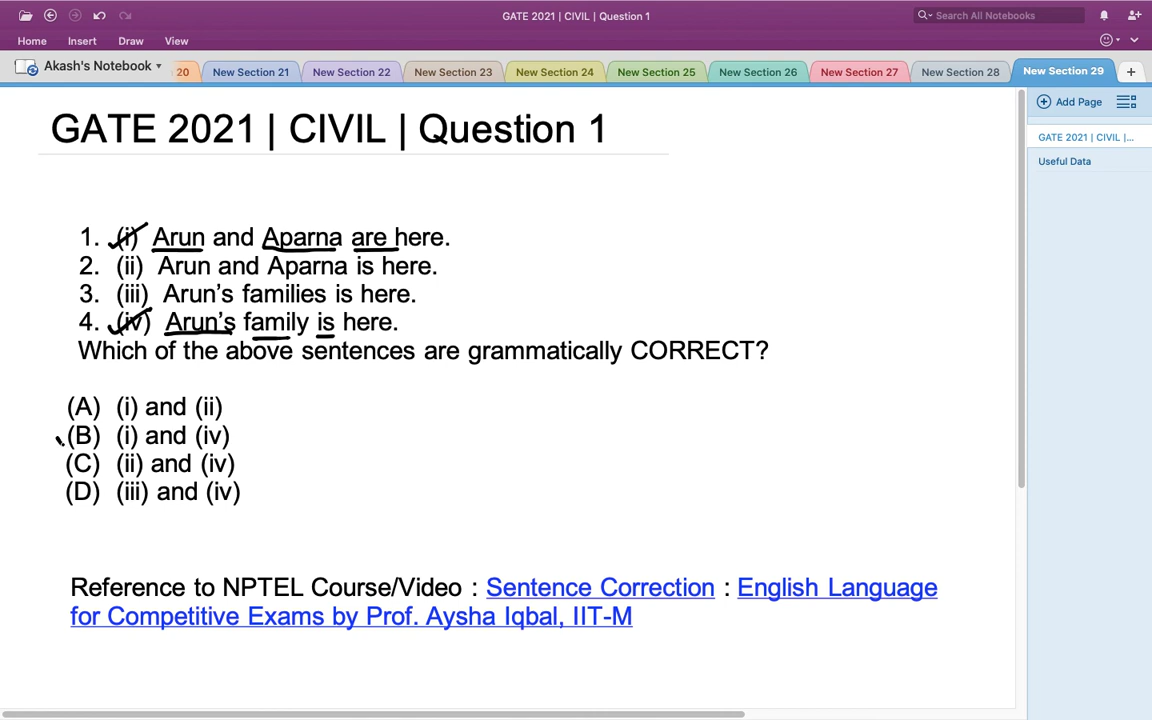 GATE 2021 | CIVIL | Question 1
Search All Notebooks
Home Insert Draw View
Akash's Notebook
20 New Section 21 New Section 22 New Section 23 New Section 24 New Section 25 New Section 26 New Section 27 New Section 28 New Section 29
Add Page
GATE 2021 | CIVIL | Question 1
GATE 2021 | CIVIL |...
Useful Data
1. (i) Arun and Aparna are here.
2. (ii) Arun and Aparna is here.
3. (iii) Arun’s families is here.
4. (iv) Arun’s family is here.
Which of the above sentences are grammatically CORRECT?
(A) (i) and (ii)
(B) (i) and (iv)
(C) (ii) and (iv)
(D) (iii) and (iv)
Reference to NPTEL Course/Video : Sentence Correction : English Language
for Competitive Exams by Prof. Aysha Iqbal, IIT-M